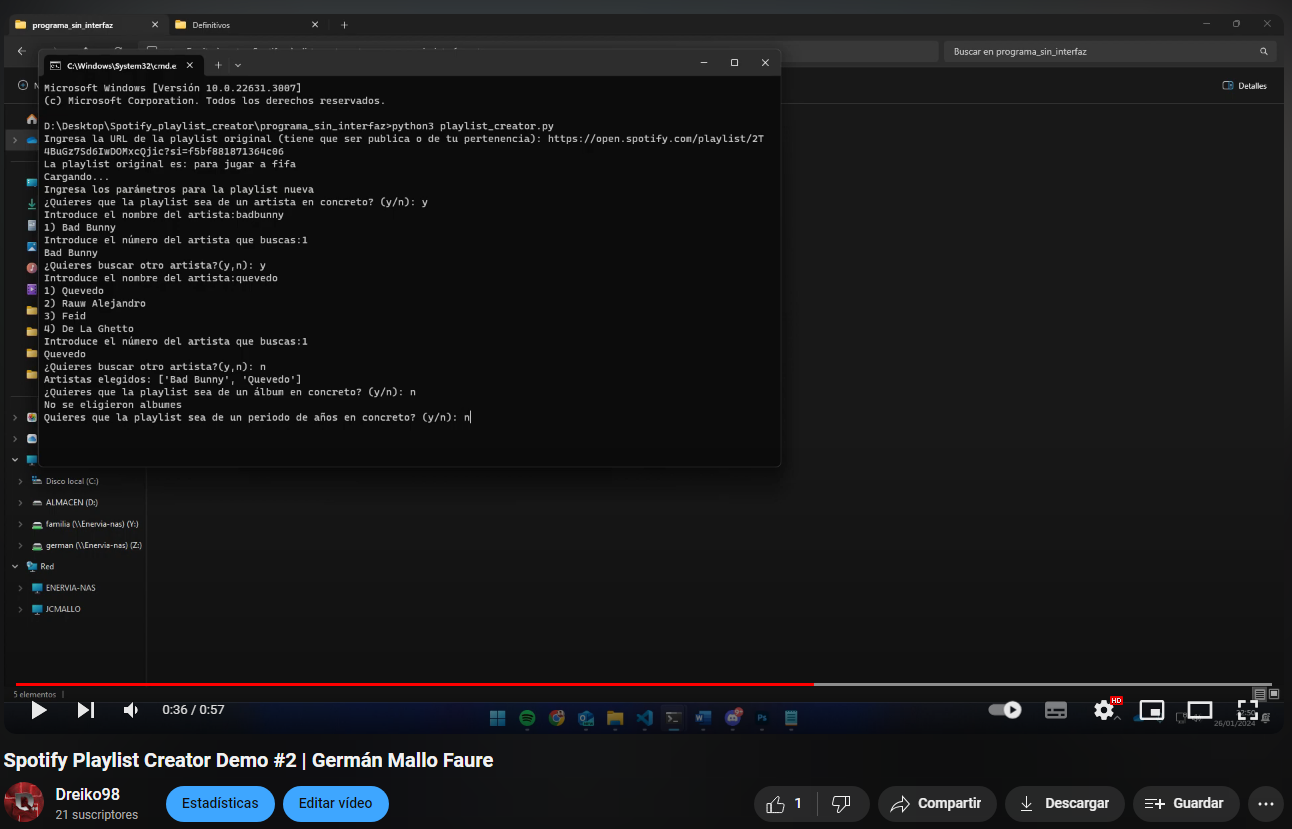 programa_sin_interfaz
Definitivos
Buscar en programa_sin_interfaz
C:\Windows\System32\cmd.e
Detalles
Microsoft Windows [Versión 10.0.22631.3007]
(c) Microsoft Corporation. Todos los derechos reservados.
D:\Desktop\Spotify_playlist_creator\programa_sin_interfaz>python3 playlist_creator.py
Ingresa la URL de la playlist original (tiene que ser publica o de tu pertenencia): https://open.spotify.com/playlist/2T
4BuGz7Sd6IwDOMxcQjic?si=f5bf881871364c06
La playlist original es: para jugar a fifa
Cargando...
Ingresa los parámetros para la playlist nueva
¿Quieres que la playlist sea de un artista en concreto? (y/n): y
Introduce el nombre del artista:badbunny
1) Bad Bunny
Introduce el número del artista que buscas:1
Bad Bunny
¿Quieres buscar otro artista?(y,n): y
Introduce el nombre del artista:quevedo
1) Quevedo
2) Rauw Alejandro
3) Feid
4) De La Ghetto
Introduce el número del artista que buscas:1
Quevedo
¿Quieres buscar otro artista?(y,n): n
Artistas elegidos: ['Bad Bunny', 'Quevedo']
¿Quieres que la playlist sea de un álbum en concreto? (y/n): n
No se eligieron albumes
Quieres que la playlist sea de un periodo de años en concreto? (y/n): n
Disco local (C:)
ALMACEN (D:)
familia (\\Enervia-nas) (Y:)
german (\\Enervia-nas) (Z:)
Red
ENERVIA-NAS
JCMALLO
5 elementos
0:36 / 0:57
HD
26/01/2024
Spotify Playlist Creator Demo #2 | Germán Mallo Faure
Dreiko98
21 suscriptores
Estadísticas
Editar vídeo
1
Compartir
Descargar
Guardar